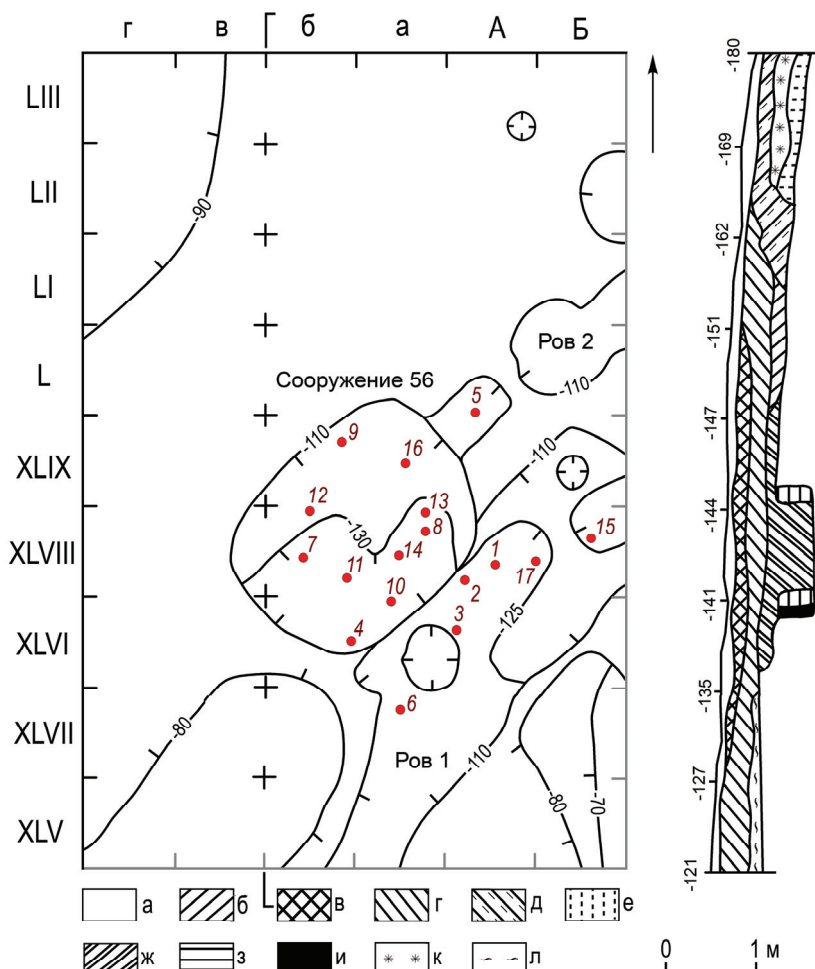 г в б а А Б
LIII
LII
LI
L
XLIX
XLVIII
XLVI
XLVII
XLV
-90
Ров 2
-110
Сооружение 56
5
-110
9
16
-110
12
13
8
15
-130
7
14
1
17
11
2
10
-125
3
4
6
-80
Ров 1
-110
-80
-70
-180
-169
-162
-151
-147
-144
-141
-135
-127
-121
а б в г д е
ж з и к л
0 1 м